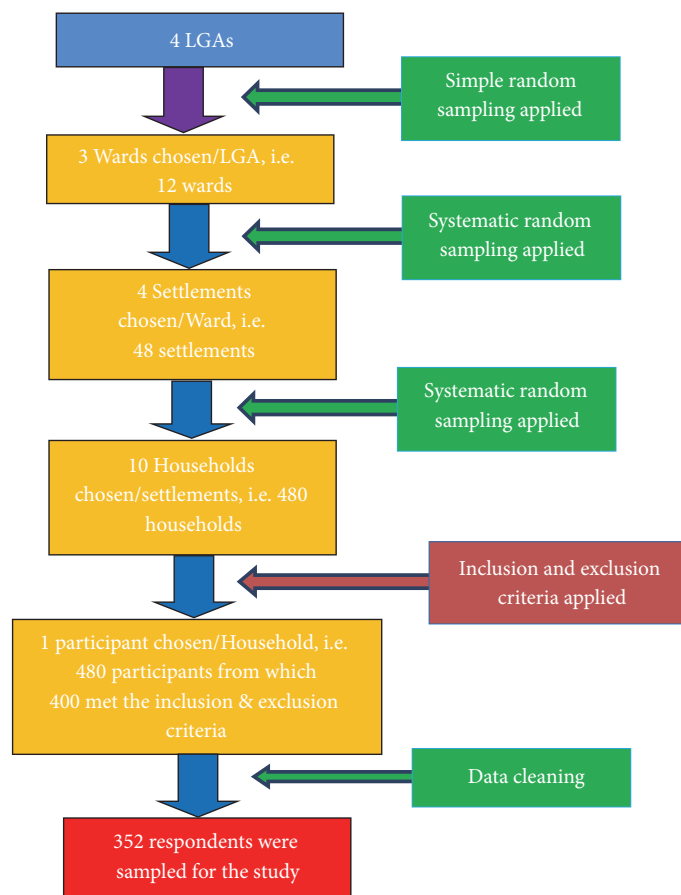 4 LGAs
Simple random
sampling applied
3 Wards chosen/LGA, i.e.
12 wards
Systematic random
sampling applied
4 Settlements
chosen/Ward, i.e.
48 settlements
Systematic random
sampling applied
10 Households
chosen/settlements, i.e. 480
households
Inclusion and exclusion
criteria applied
1 participant chosen/Household, i.e.
480 participants from which
400 met the inclusion & exclusion
criteria
Data cleaning
352 respondents were
sampled for the study